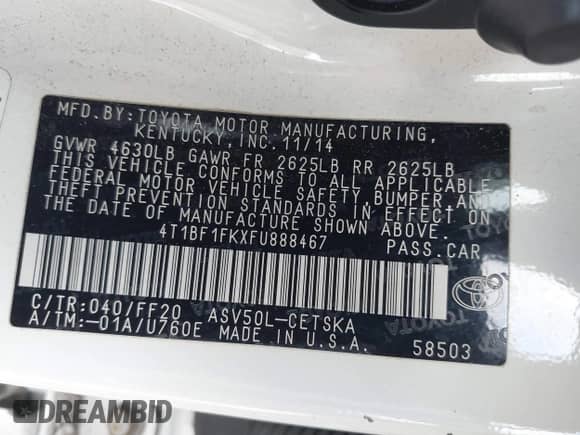 MFD.BY:TOYOTA MOTOR MANUFACTURING,
KENTUCKY, INC. 11/14
GVWR 4630LB GAWR FR 2625LB RR 2625LB
THIS VEHICLE CONFORMS TO ALL APPLICABLE
FEDERAL MOTOR VEHICLE SAFETY,BUMPER,AND
THEFT PREVENTION STANDARDS IN EFFECT ON
THE DATE OF MANUFACTURE SHOWN ABOVE.
4T1BF1FKXFU888467 PASS.CAR
C/TR:040/FF20 ASV50L-CETSKA
A/TM:-01A/U760E MADE IN U.S.A. 58503
TOYOTA
DREAMBID